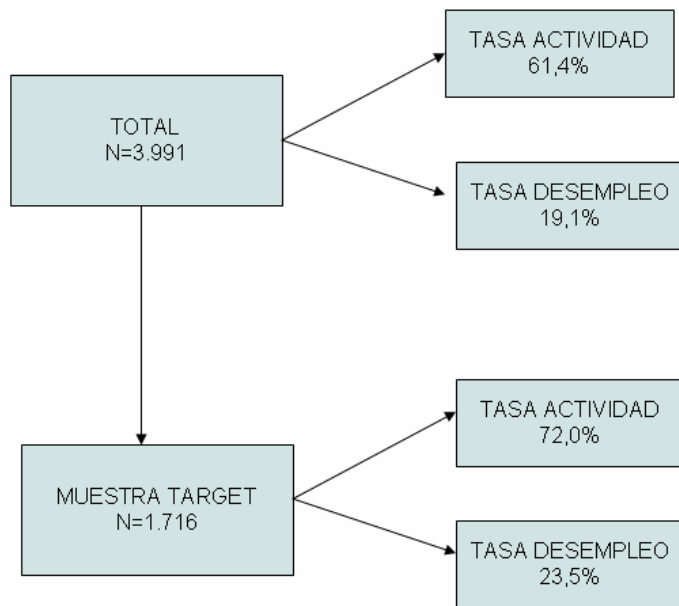 TASA ACTIVIDAD
61,4%
TOTAL
N=3.991
TASA DESEMPLEO
19,1%
TASA ACTIVIDAD
72,0%
MUESTRA TARGET
N=1.716
TASA DESEMPLEO
23,5%